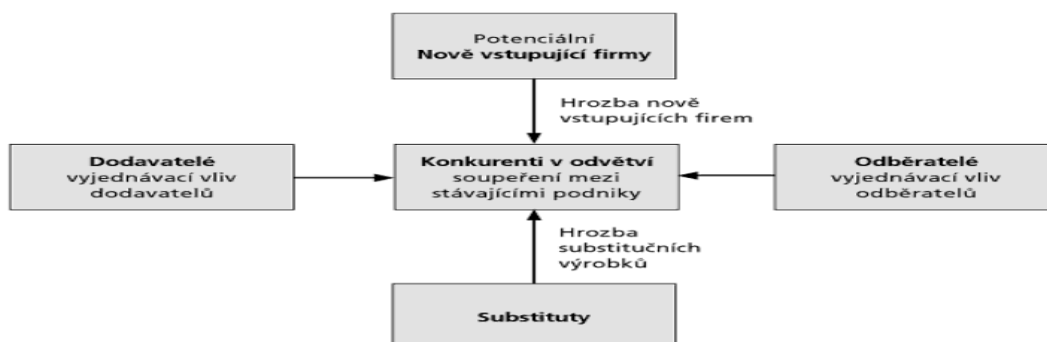 Potenciální
Nově vstupující firmy
Hrozba nově
vstupujících firem
Dodavatelé
vyjednávací vliv
dodavatelů
Konkurenti v odvětví
soupeření mezi
stávajícími podniky
Odběratelé
vyjednávací vliv
odběratelů
Hrozba
substitučních
výrobků
Substituty